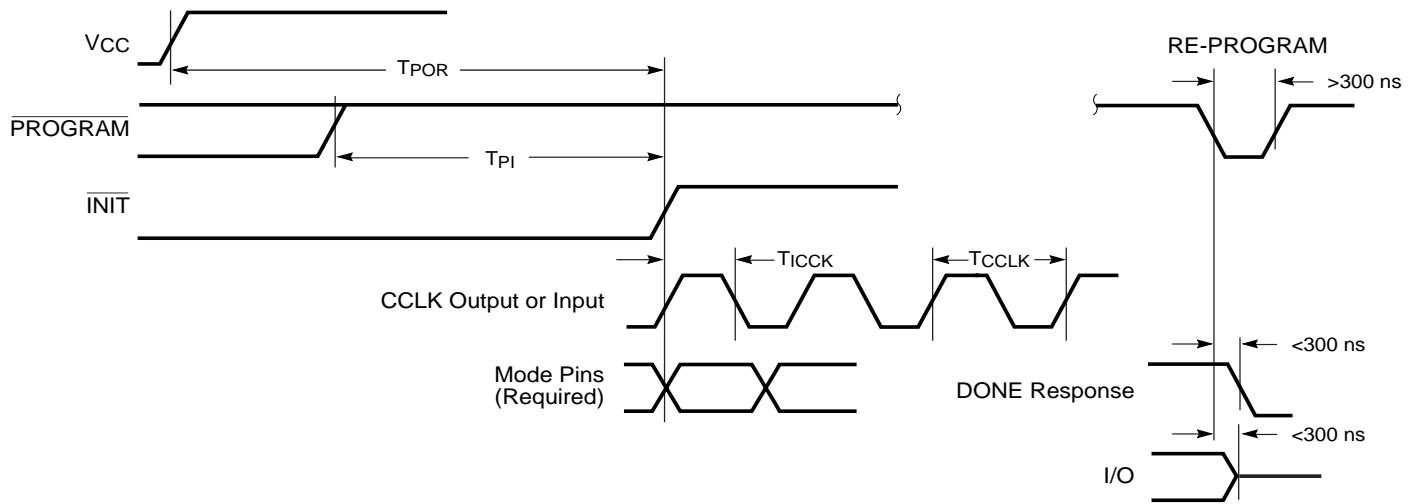 VCC
RE-PROGRAM
TPOR
>300 ns
PROGRAM
TPI
INIT
TICCK
TCCLK
CCLK Output or Input
<300 ns
Mode Pins
(Required)
DONE Response
<300 ns
I/O